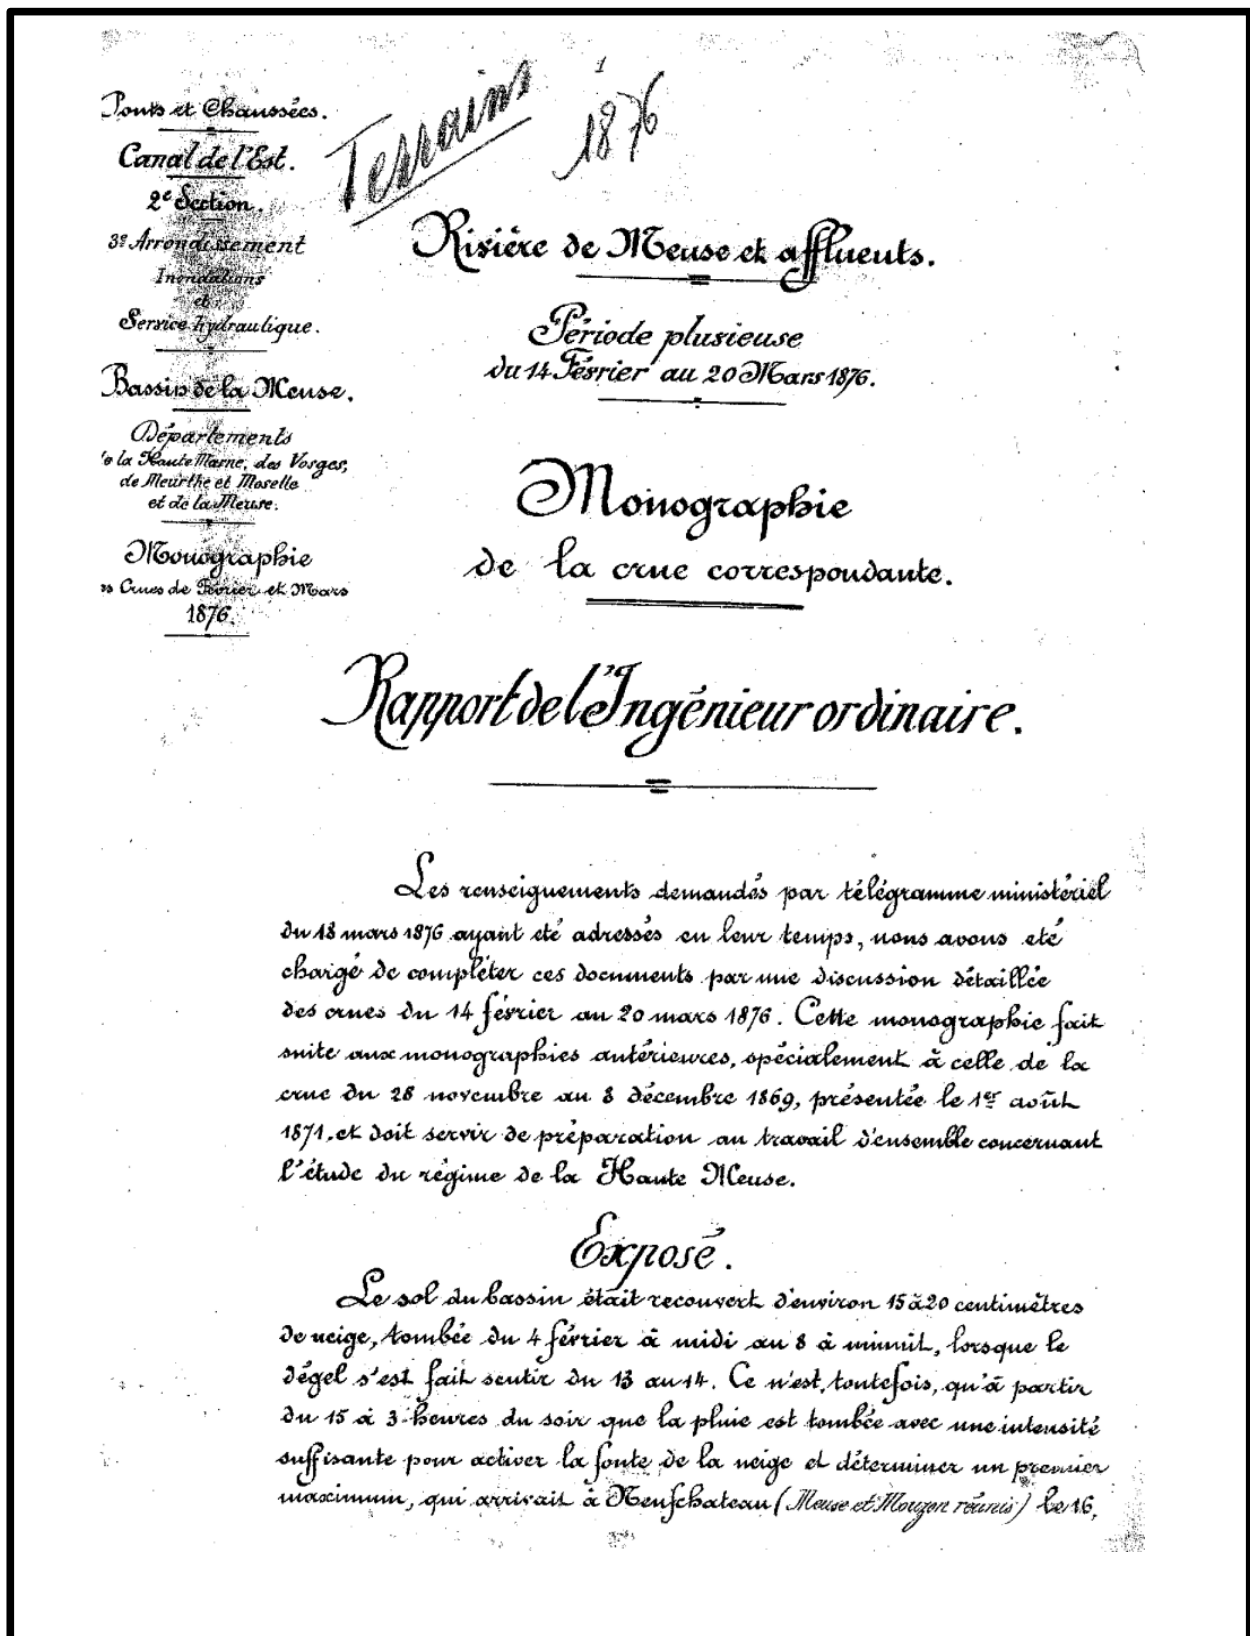 1
Terrains
1876
Ponts et Chaussées.
Canal de l'Est.
2e Section.
3e Arrondissement
Inondations
et
Service hydraulique.
Bassin de la Meuse.
Départements
de la Haute Marne, des Vosges,
de Meurthe et Moselle
et de la Meuse.
Monographie
Crues de Février et Mars
1876.
Rivière de Meuse et affluents.
Période plusieuse
du 14 Février au 20 Mars 1876.
Monographie
de la crue correspondante.
Rapport de l'Ingénieur ordinaire.
Les renseignements demandés par télégramme ministériel
du 18 mars 1876 ayant été adressés en leur temps, nous avons été
chargé de compléter ces documents par une discussion détaillée
des crues du 14 février au 20 mars 1876. Cette monographie fait
suite aux monographies antérieures, spécialement à celle de la
crue du 28 novembre au 8 décembre 1869, présentée le 1er août
1871, et doit servir de préparation au travail d'ensemble concernant
l'étude du régime de la Haute Meuse.
Exposé.
Le sol du bassin était recouvert d'environ 15 à 20 centimètres
de neige, tombée du 4 février à midi au 8 à minuit, lorsque le
dégel s'est fait sentir du 13 au 14. Ce n'est, toutefois, qu'à partir
du 15 à 3 heures du soir que la pluie est tombée avec une intensité
suffisante pour activer la fonte de la neige et déterminer un premier
maximum, qui arrivait à Neufchateau (Meuse et Mouzon réunis) le 16,